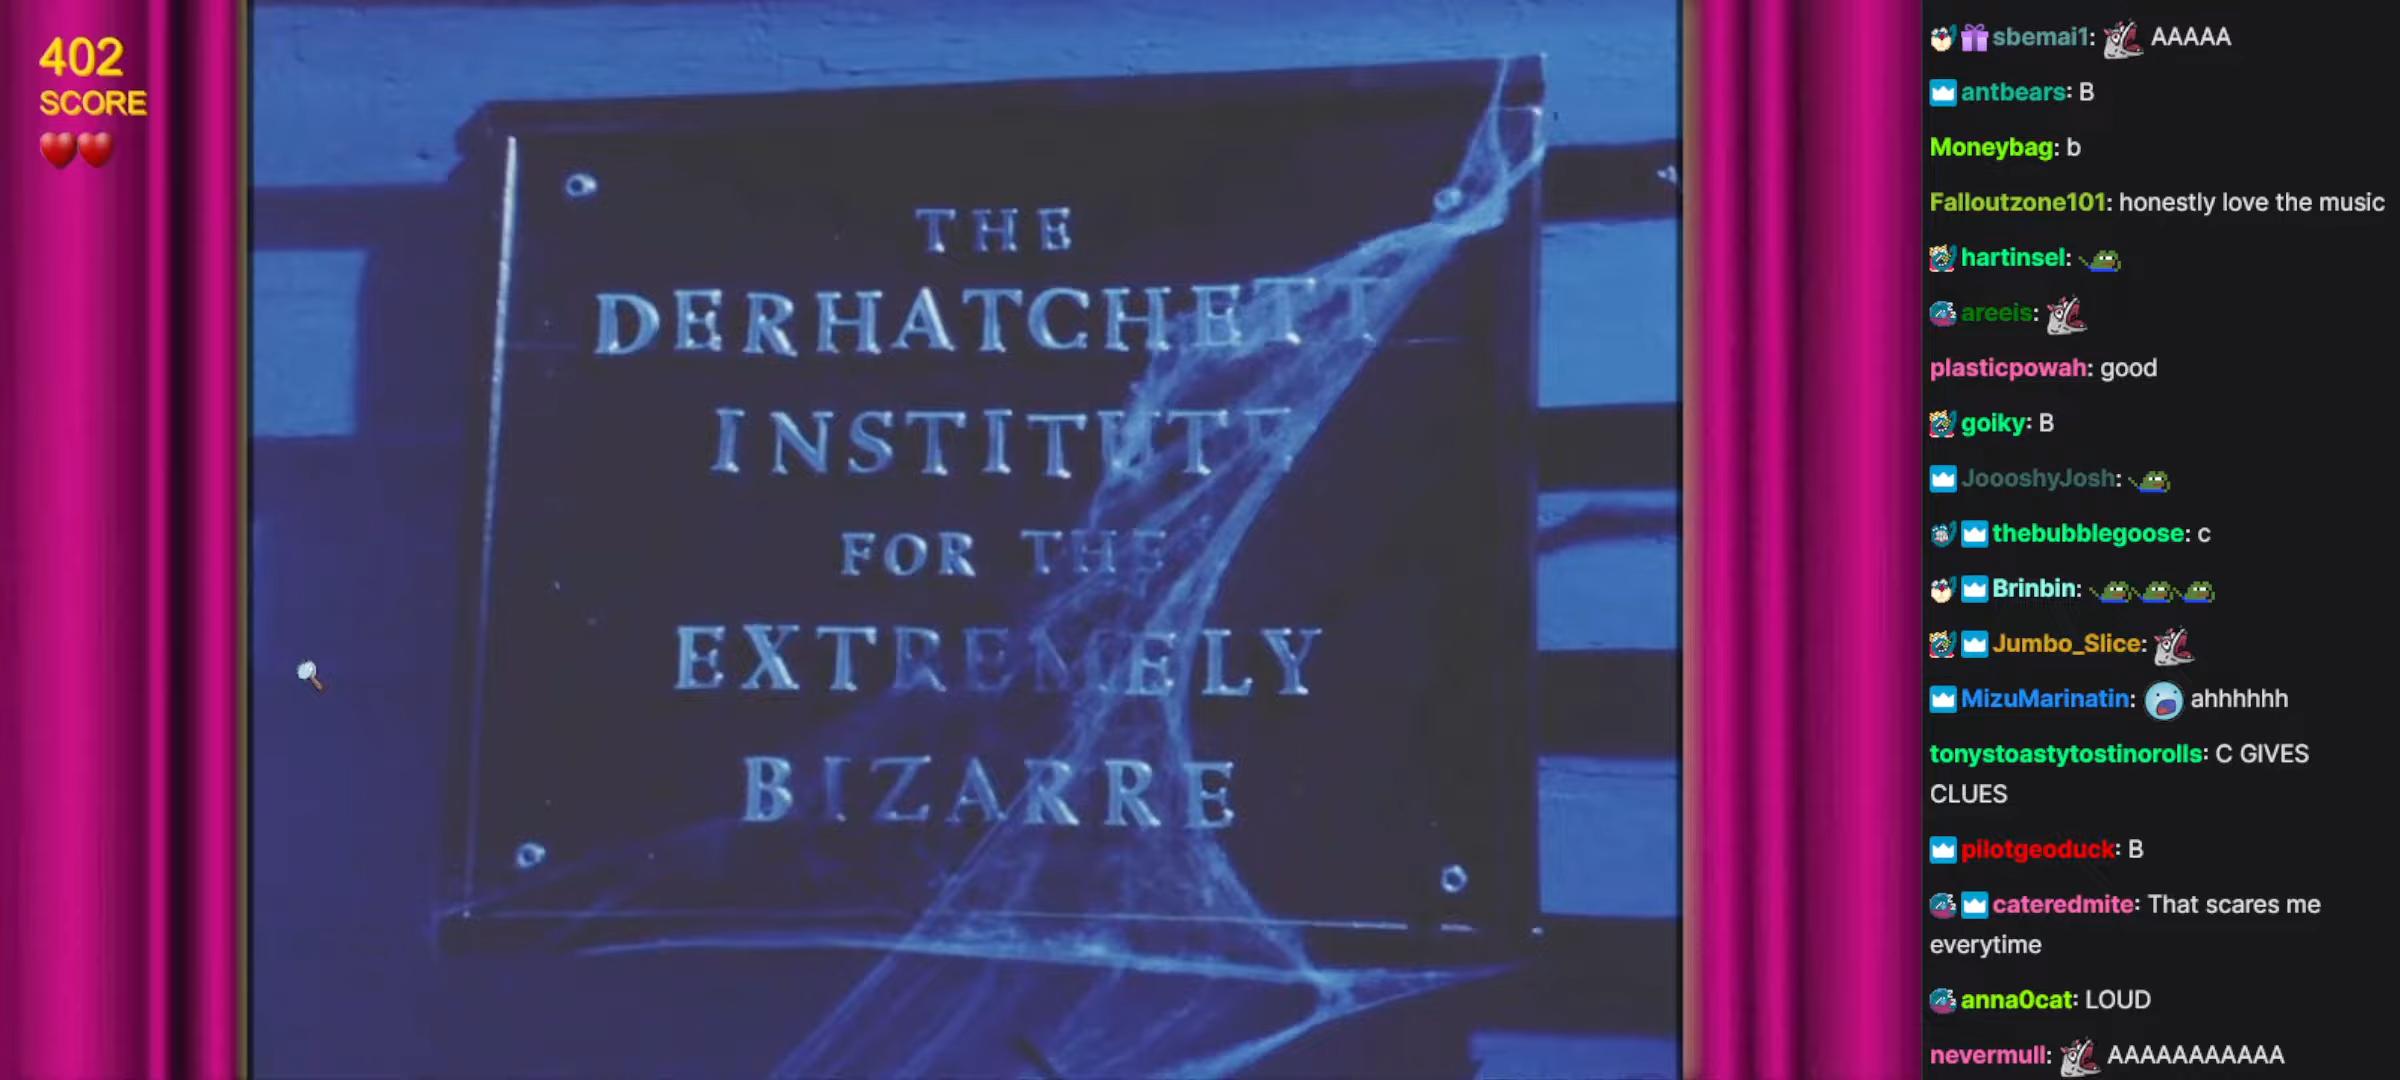 402
SCORE
THE
DERHATCHETT
INSTITUTE
FOR THE
EXTREMELY
BIZARRE
sbemai1: AAAAA
antbears: B
Moneybag: b
Falloutzone101: honestly love the music
hartinsel:
areeis:
plasticpowah: good
goiky: B
JoooshyJosh:
thebubblegoose: c
Brinbin:
Jumbo_Slice:
MizuMarinatin: ahhhhhh
tonystoastytostinorolls: C GIVES
CLUES
pilotgeoduck: B
cateredmite: That scares me
everytime
anna0cat: LOUD
nevermull: AAAAAAAAAAA